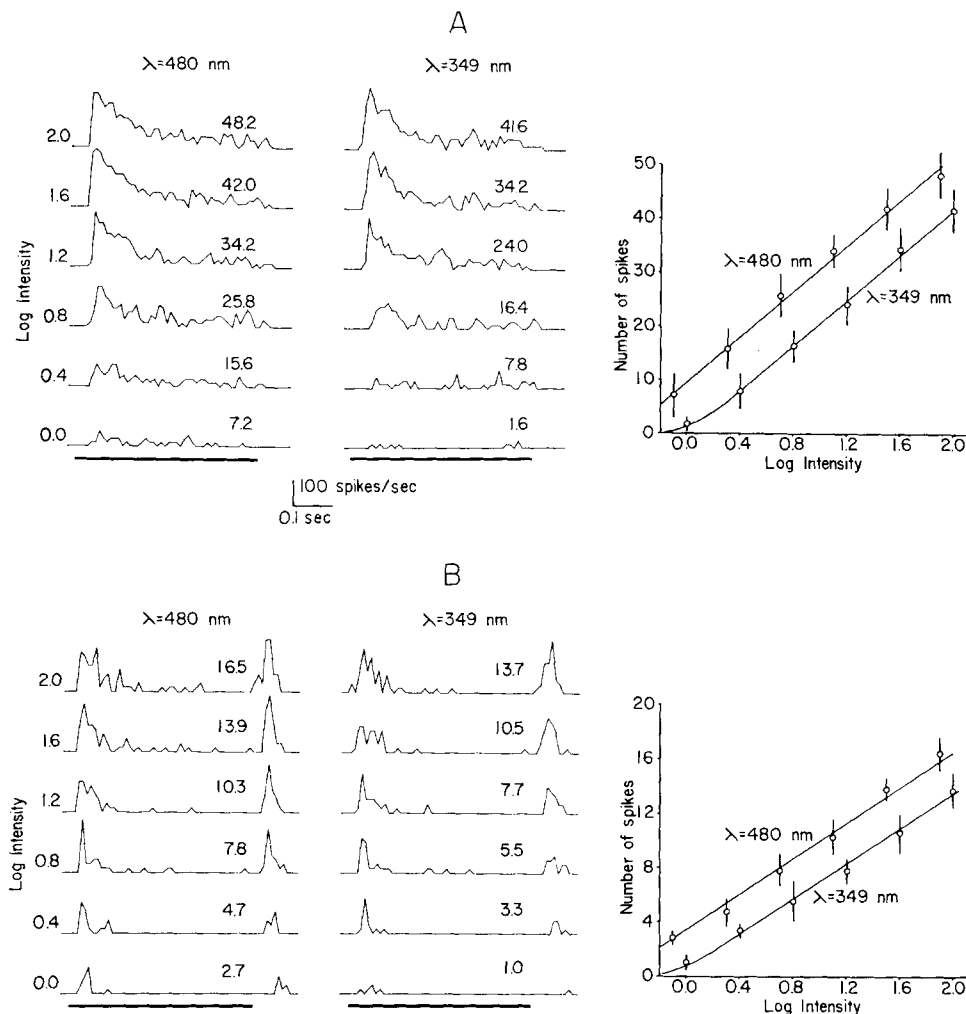 A
λ=480 nm
λ=349 nm
Log Intensity
2.0
48.2
41.6
1.6
42.0
34.2
1.2
34.2
24.0
0.8
25.8
16.4
0.4
15.6
7.8
0.0
7.2
1.6
100 spikes/sec
0.1 sec
Number of spikes
50
40
30
20
10
0
λ=480 nm
λ=349 nm
0.0 0.4 0.8 1.2 1.6 2.0
Log Intensity
B
λ=480 nm
λ=349 nm
Log Intensity
2.0
16.5
13.7
1.6
13.9
10.5
1.2
10.3
7.7
0.8
7.8
5.5
0.4
4.7
3.3
0.0
2.7
1.0
Number of spikes
20
16
12
8
4
0
λ=480 nm
λ=349 nm
0.0 0.4 0.8 1.2 1.6 2.0
Log Intensity